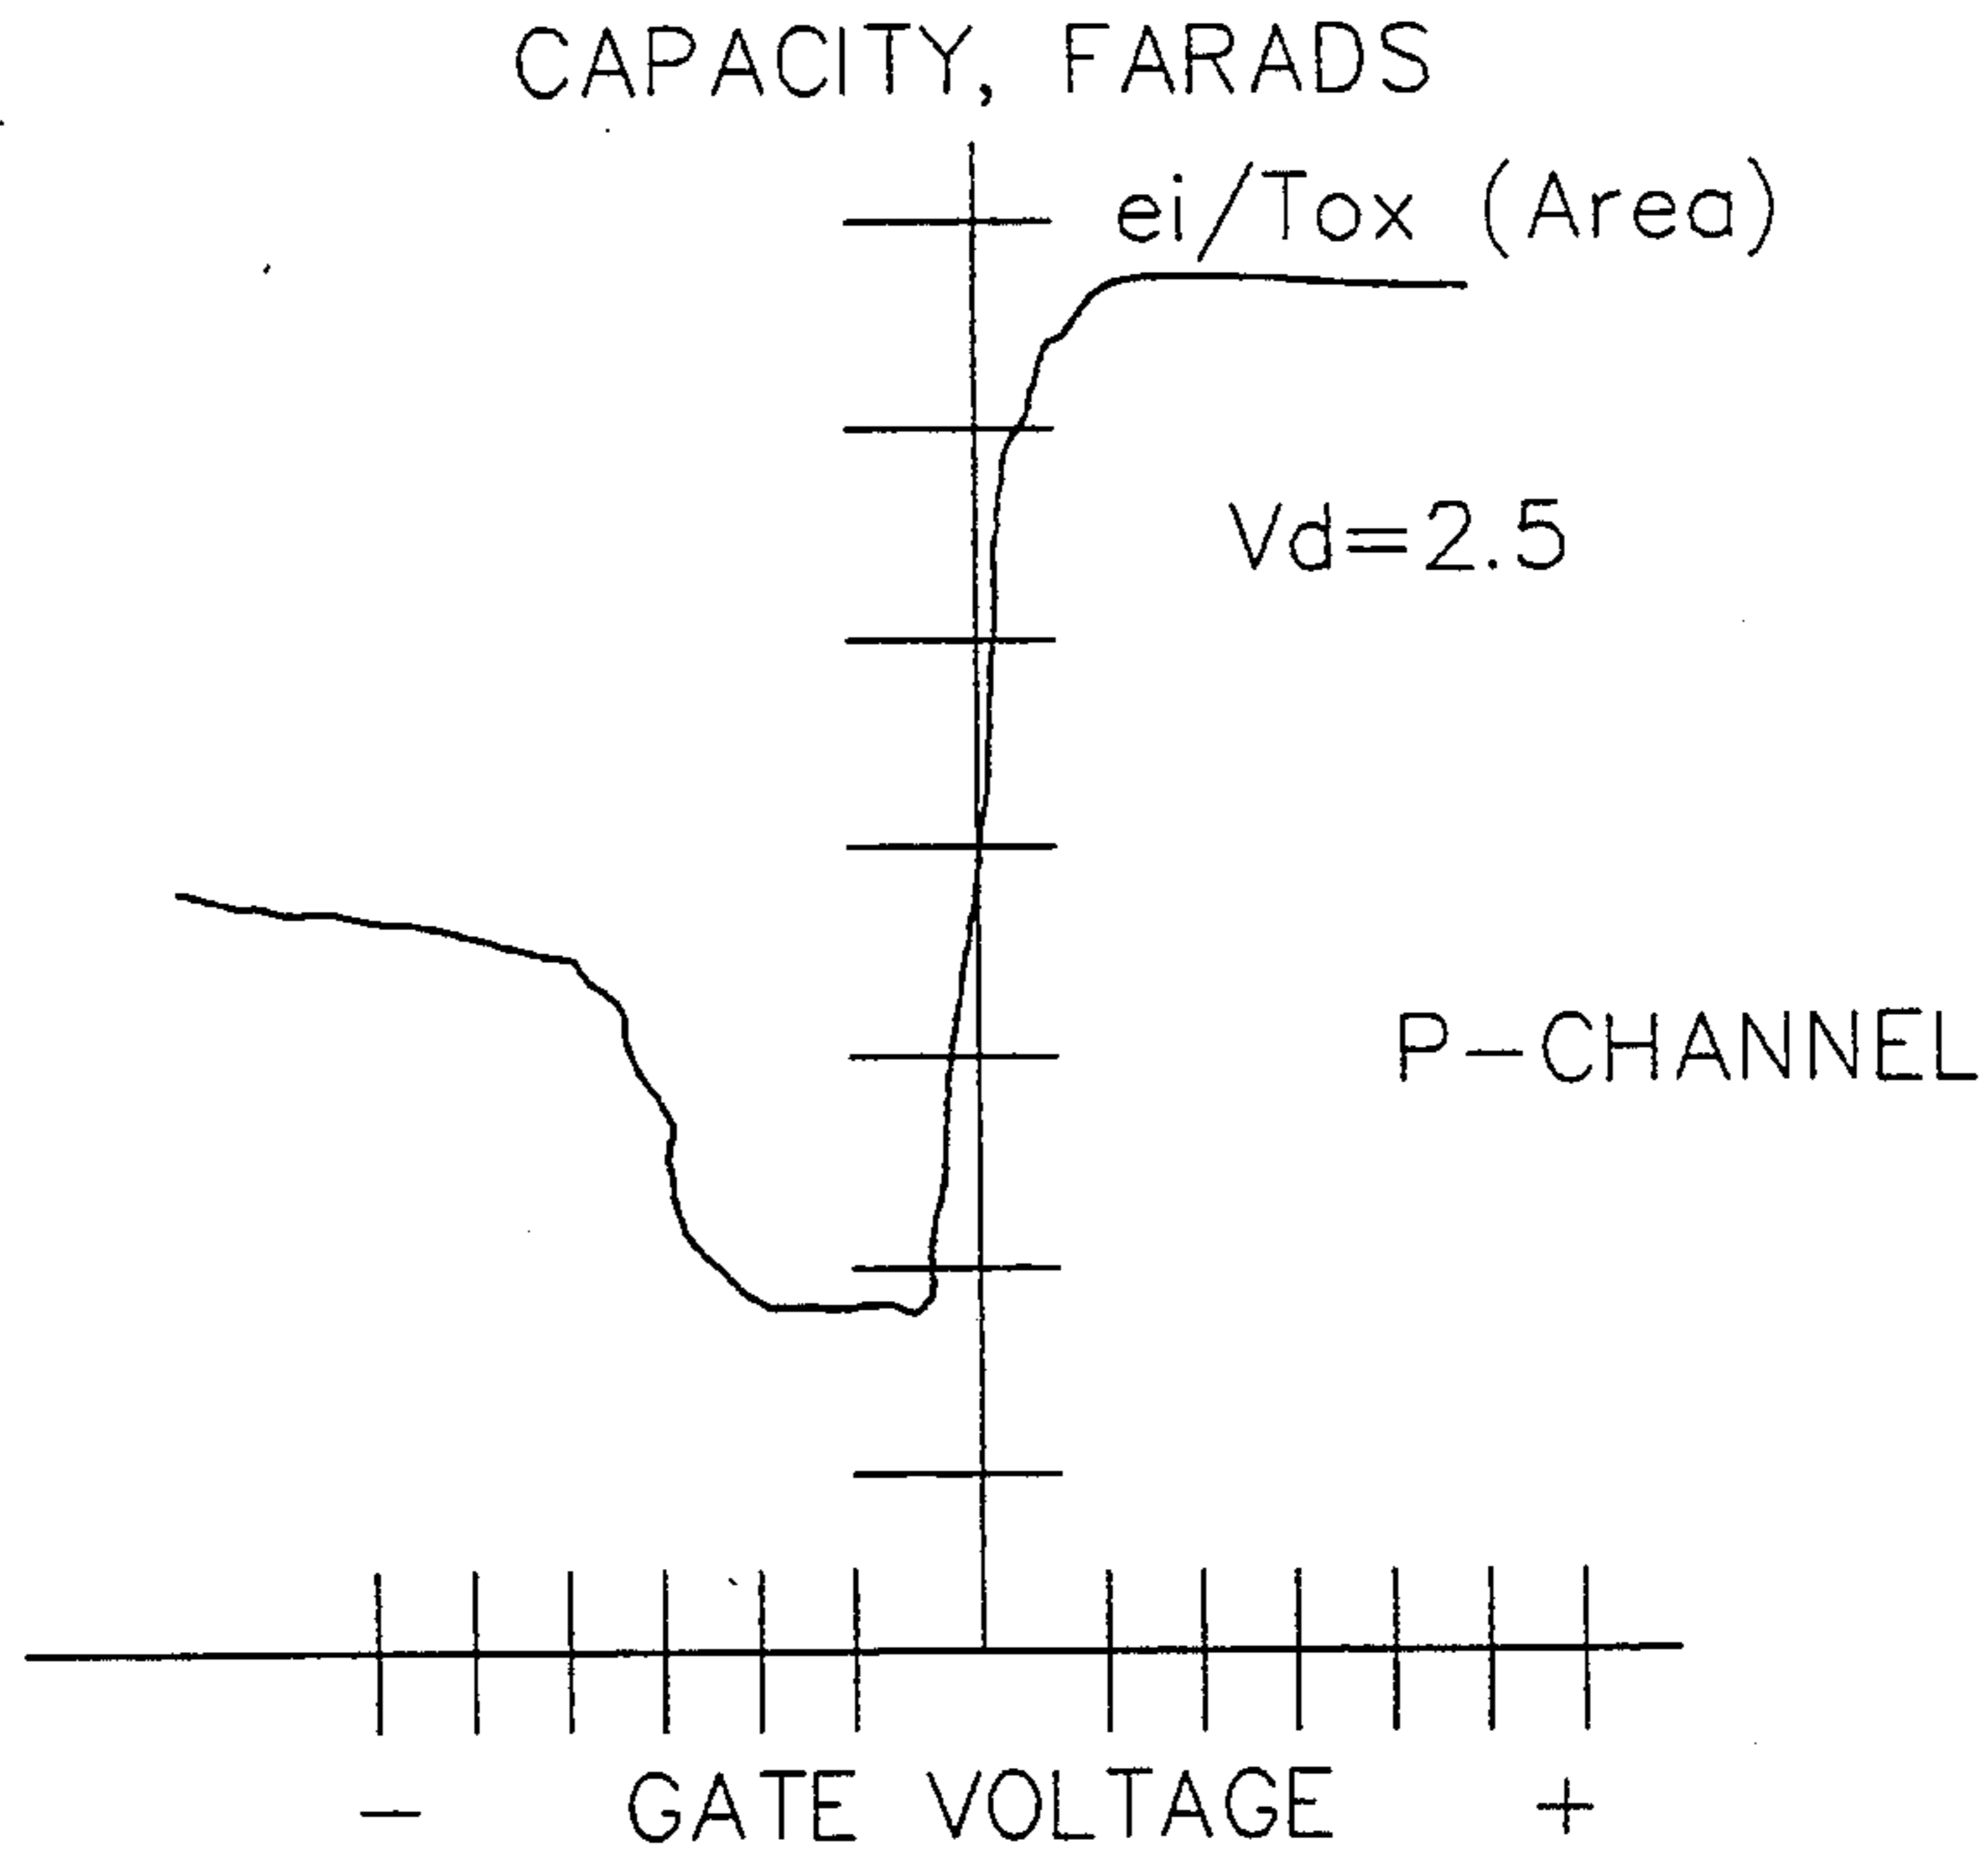 CAPACITY, FARADS
ei/Tox (Area)
Vd=2.5
P-CHANNEL
- GATE VOLTAGE +